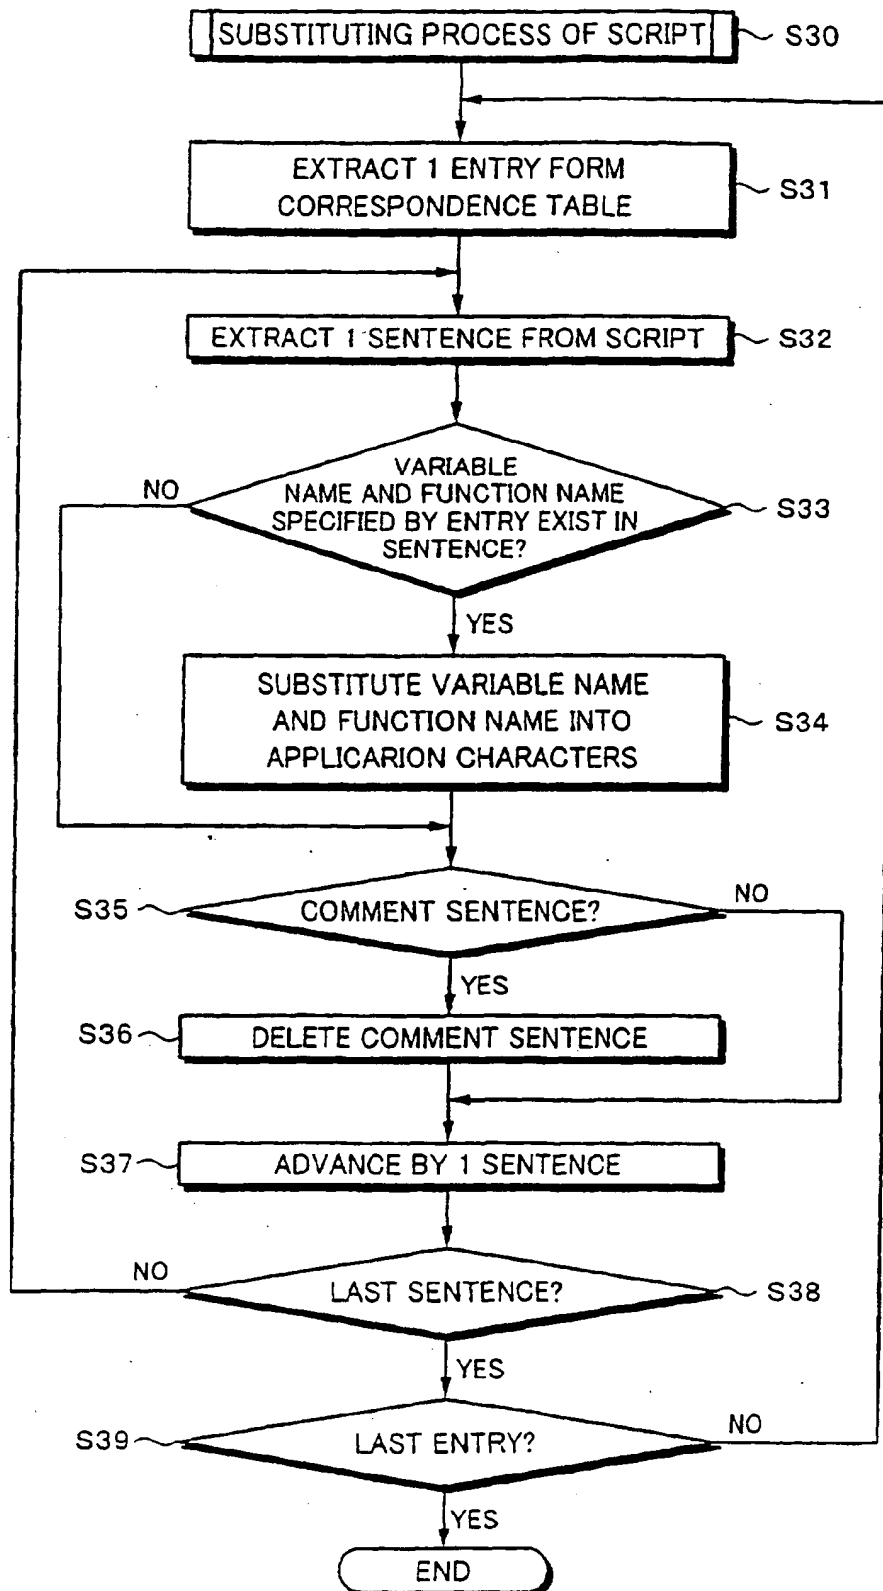 SUBSTITUTING PROCESS OF SCRIPT S30
EXTRACT 1 ENTRY FORM
CORRESPONDENCE TABLE
S31
EXTRACT 1 SENTENCE FROM SCRIPT S32
VARIABLE
NAME AND FUNCTION NAME
SPECIFIED BY ENTRY EXIST IN
SENTENCE?
S33
NO
YES
SUBSTITUTE VARIABLE NAME
AND FUNCTION NAME INTO
APPLICARION CHARACTERS
S34
S35 COMMENT SENTENCE? NO
YES
S36 DELETE COMMENT SENTENCE
S37 ADVANCE BY 1 SENTENCE
NO LAST SENTENCE? S38
YES
S39 LAST ENTRY? NO
YES
END